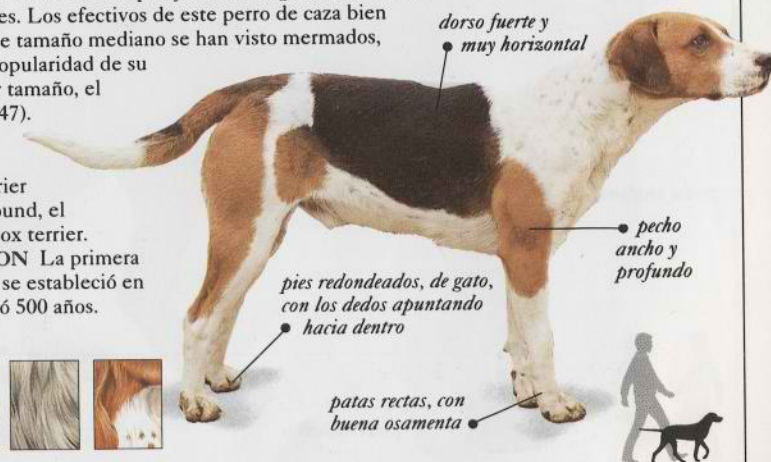 es. Los efectivos de este perro de caza bien
e tamaño mediano se han visto mermados,
opularidad de su
tamaño, el
47).
rier
ound, el
ox terrier.
ON La primera
se estableció en
ó 500 años.
dorso fuerte y
muy horizontal
pecho
ancho y
profundo
pies redondeados, de gato,
con los dedos apuntando
hacia dentro
patas rectas, con
buena osamenta